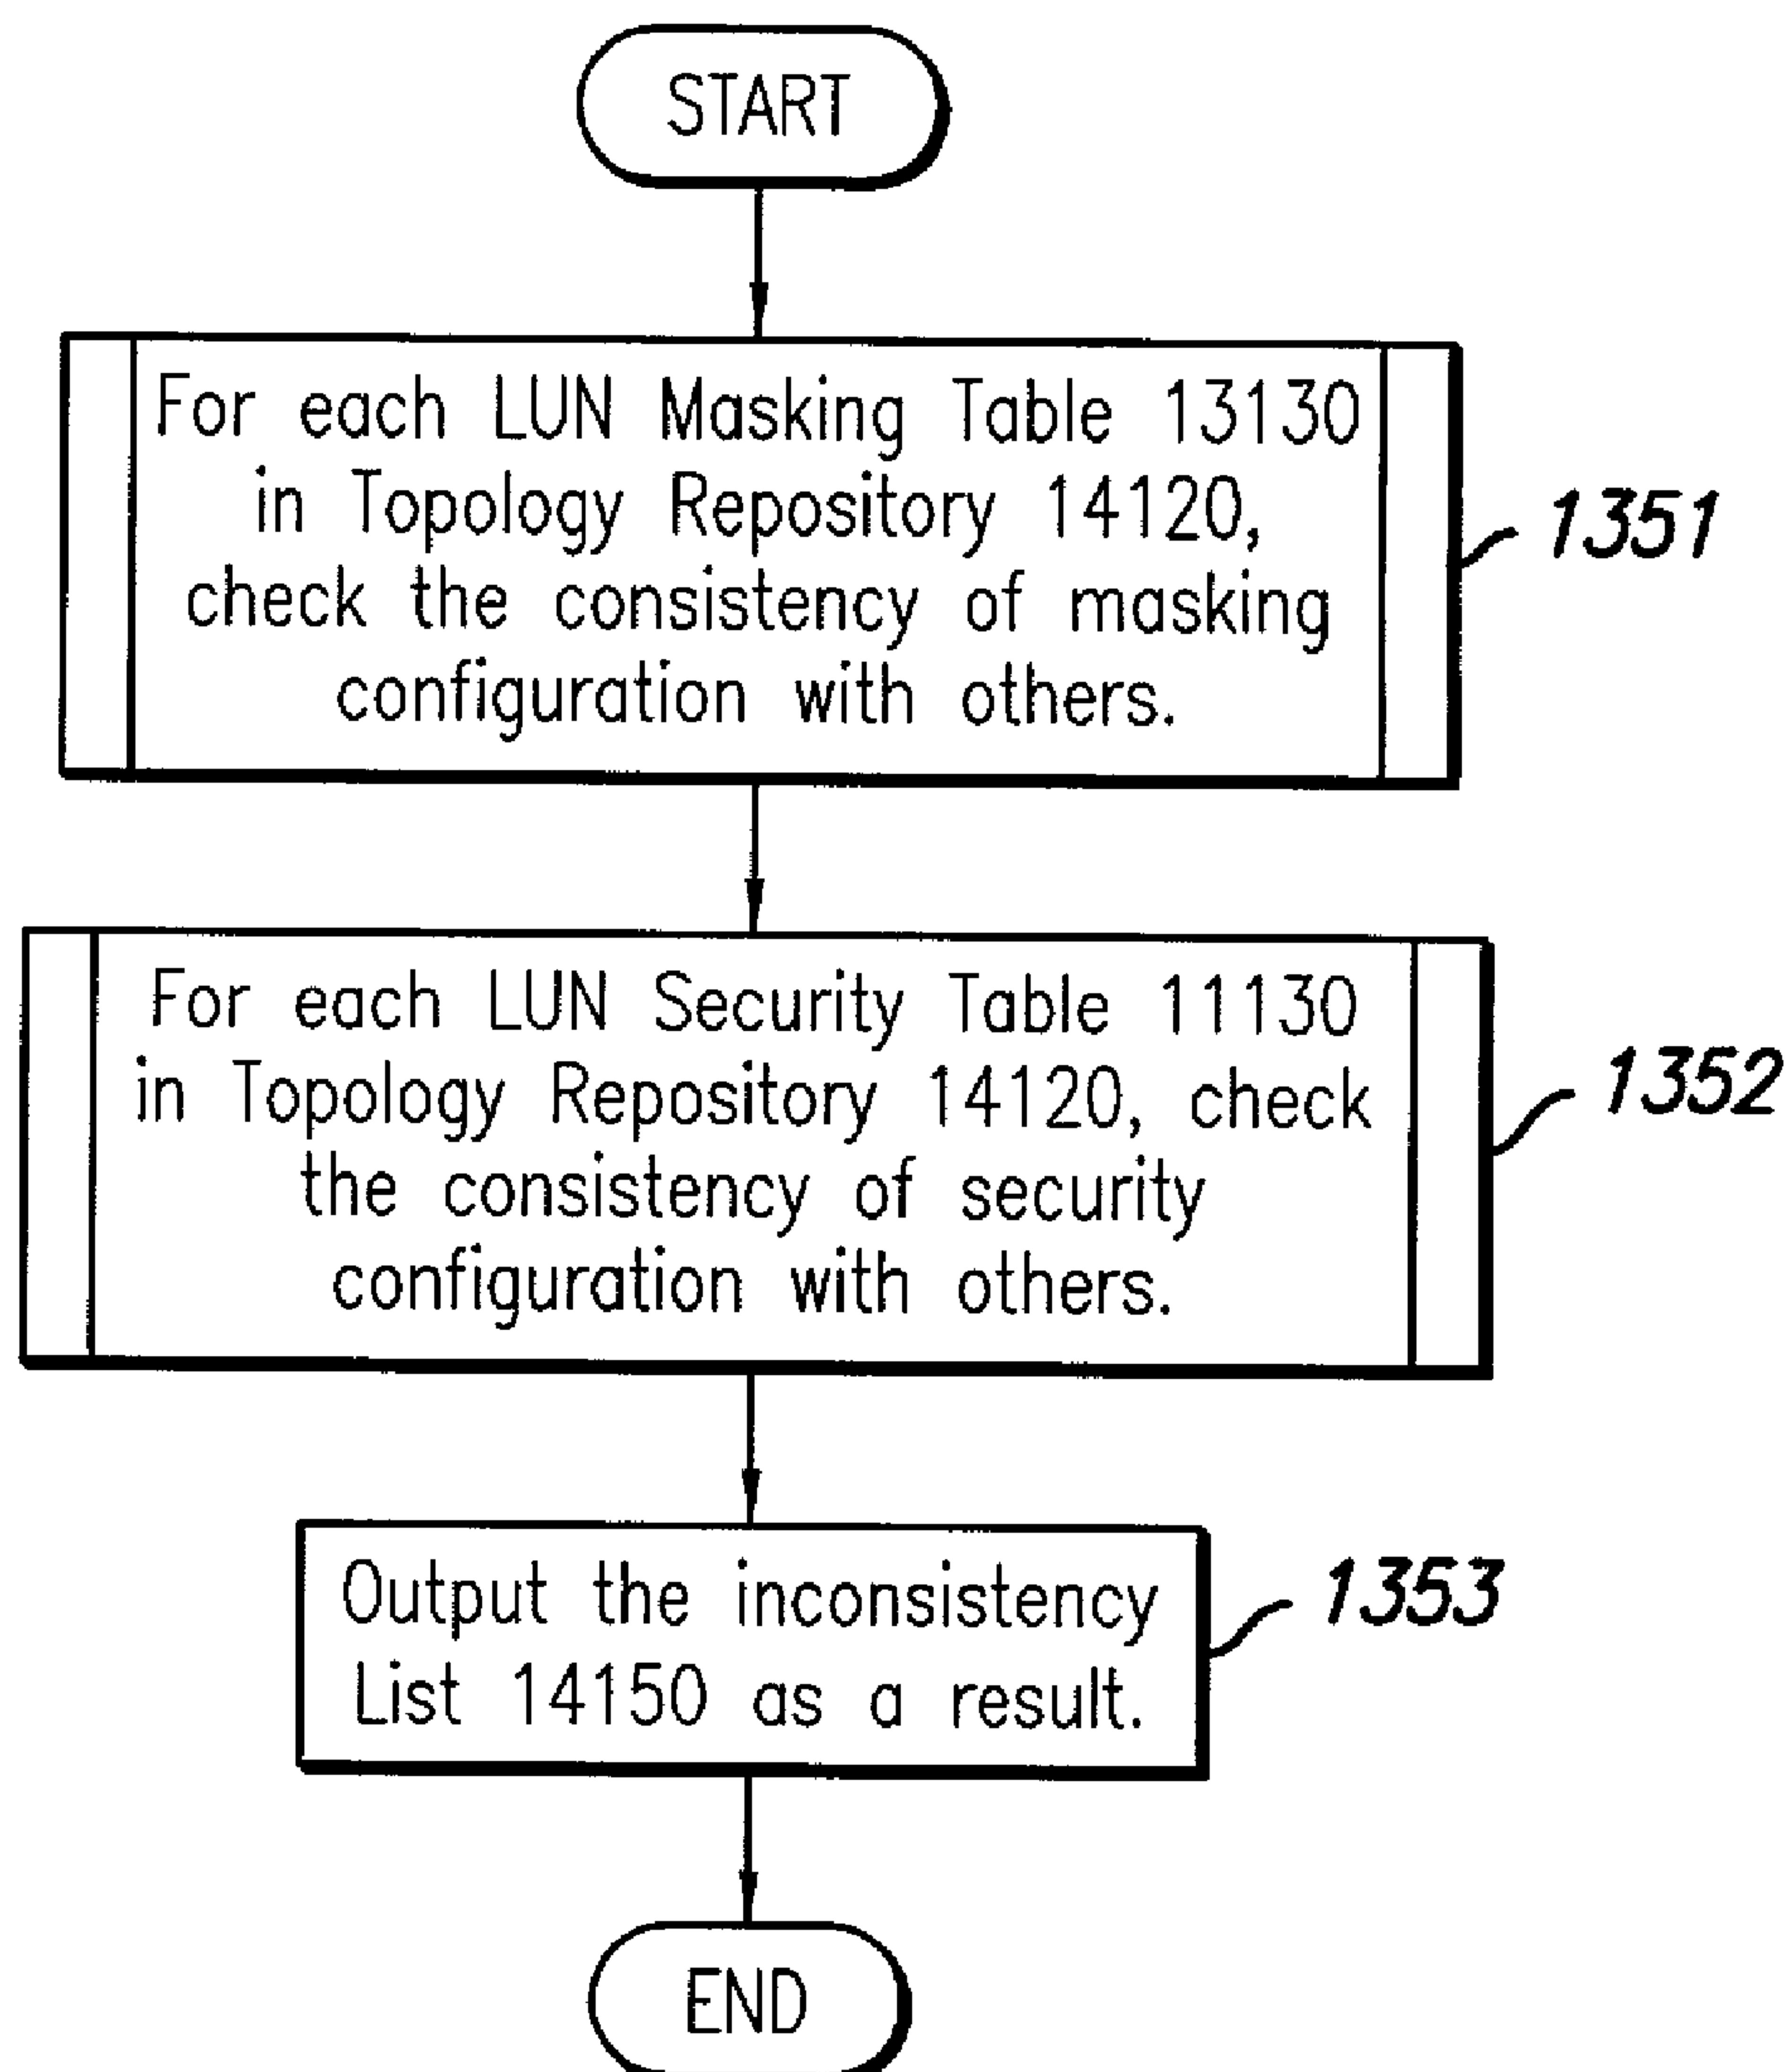 START
For each LUN Masking Table 13130
in Topology Repository 14120,
check the consistency of masking
configuration with others.
1351
For each LUN Security Table 11130
in Topology Repository 14120, check
the consistency of security
configuration with others.
1352
Output the inconsistency
List 14150 as a result.
1353
END